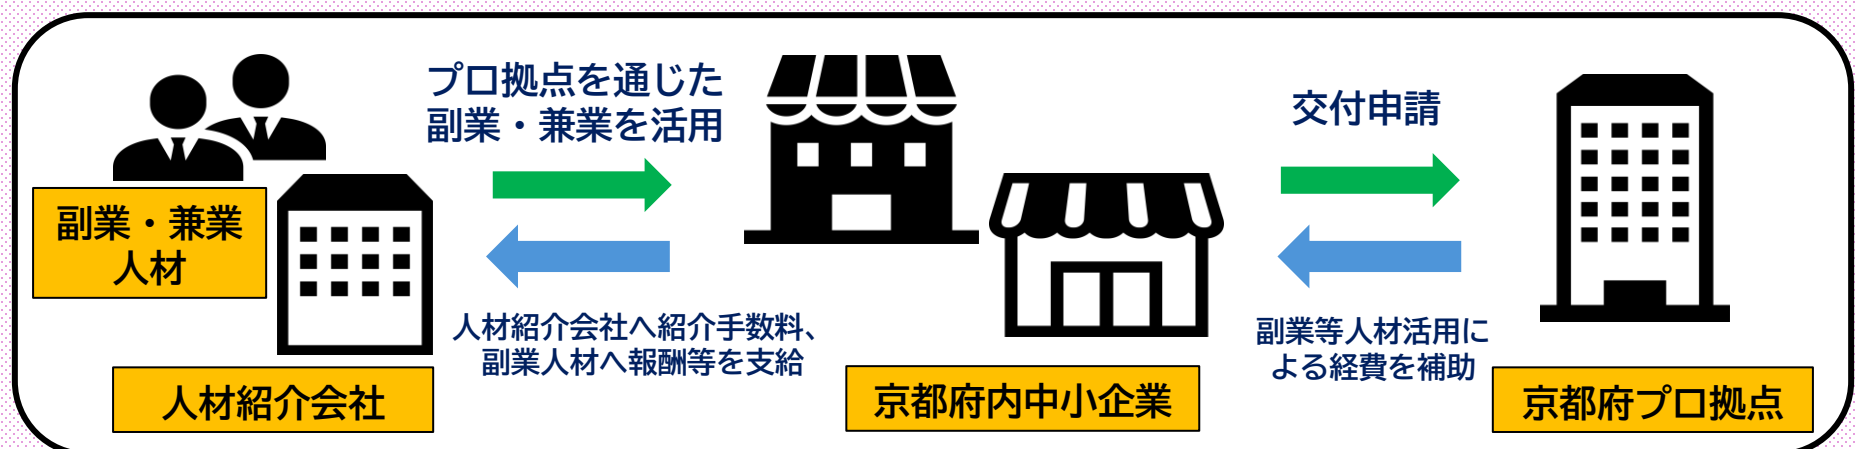 プロ拠点を通じた
副業・兼業を活用
交付申請
副業・兼業
人材
人材紹介会社へ紹介手数料、
副業人材へ報酬等を支給
副業等人材活用に
よる経費を補助
人材紹介会社
京都府内中小企業
京都府プロ拠点